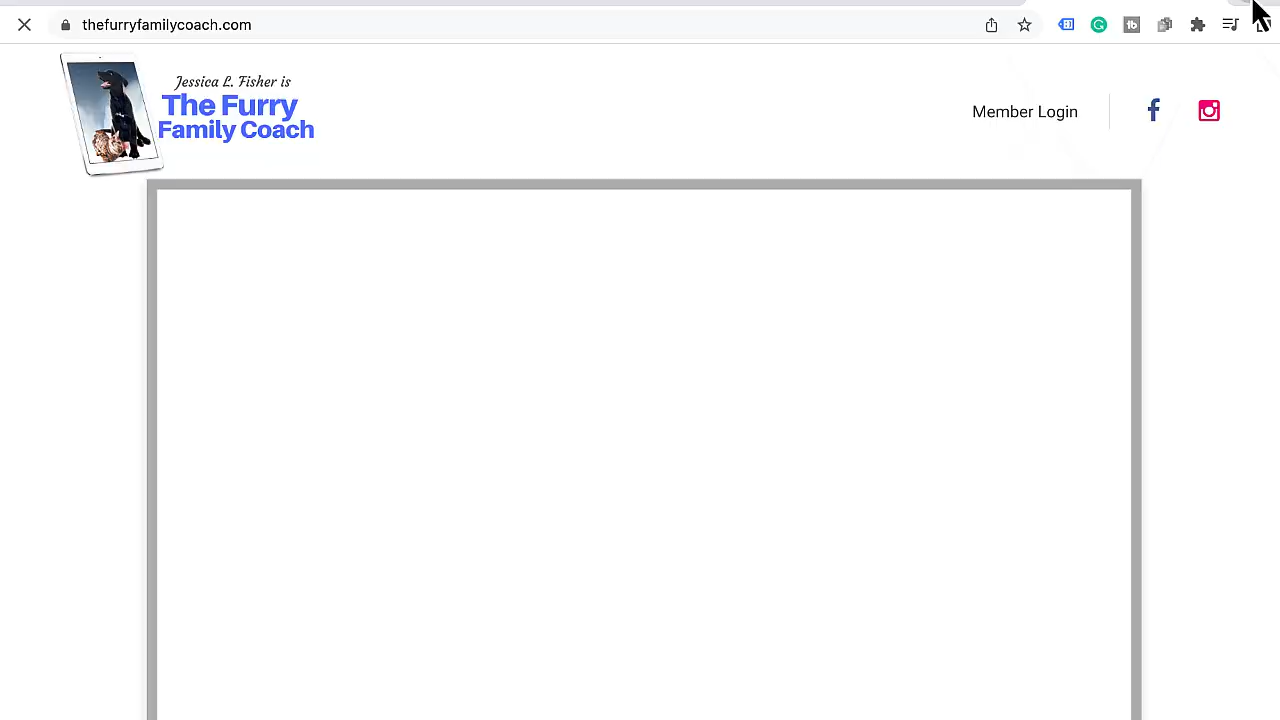 thefurryfamilycoach.com
Jessica L. Fisher is
The Furry
Family Coach
Member Login